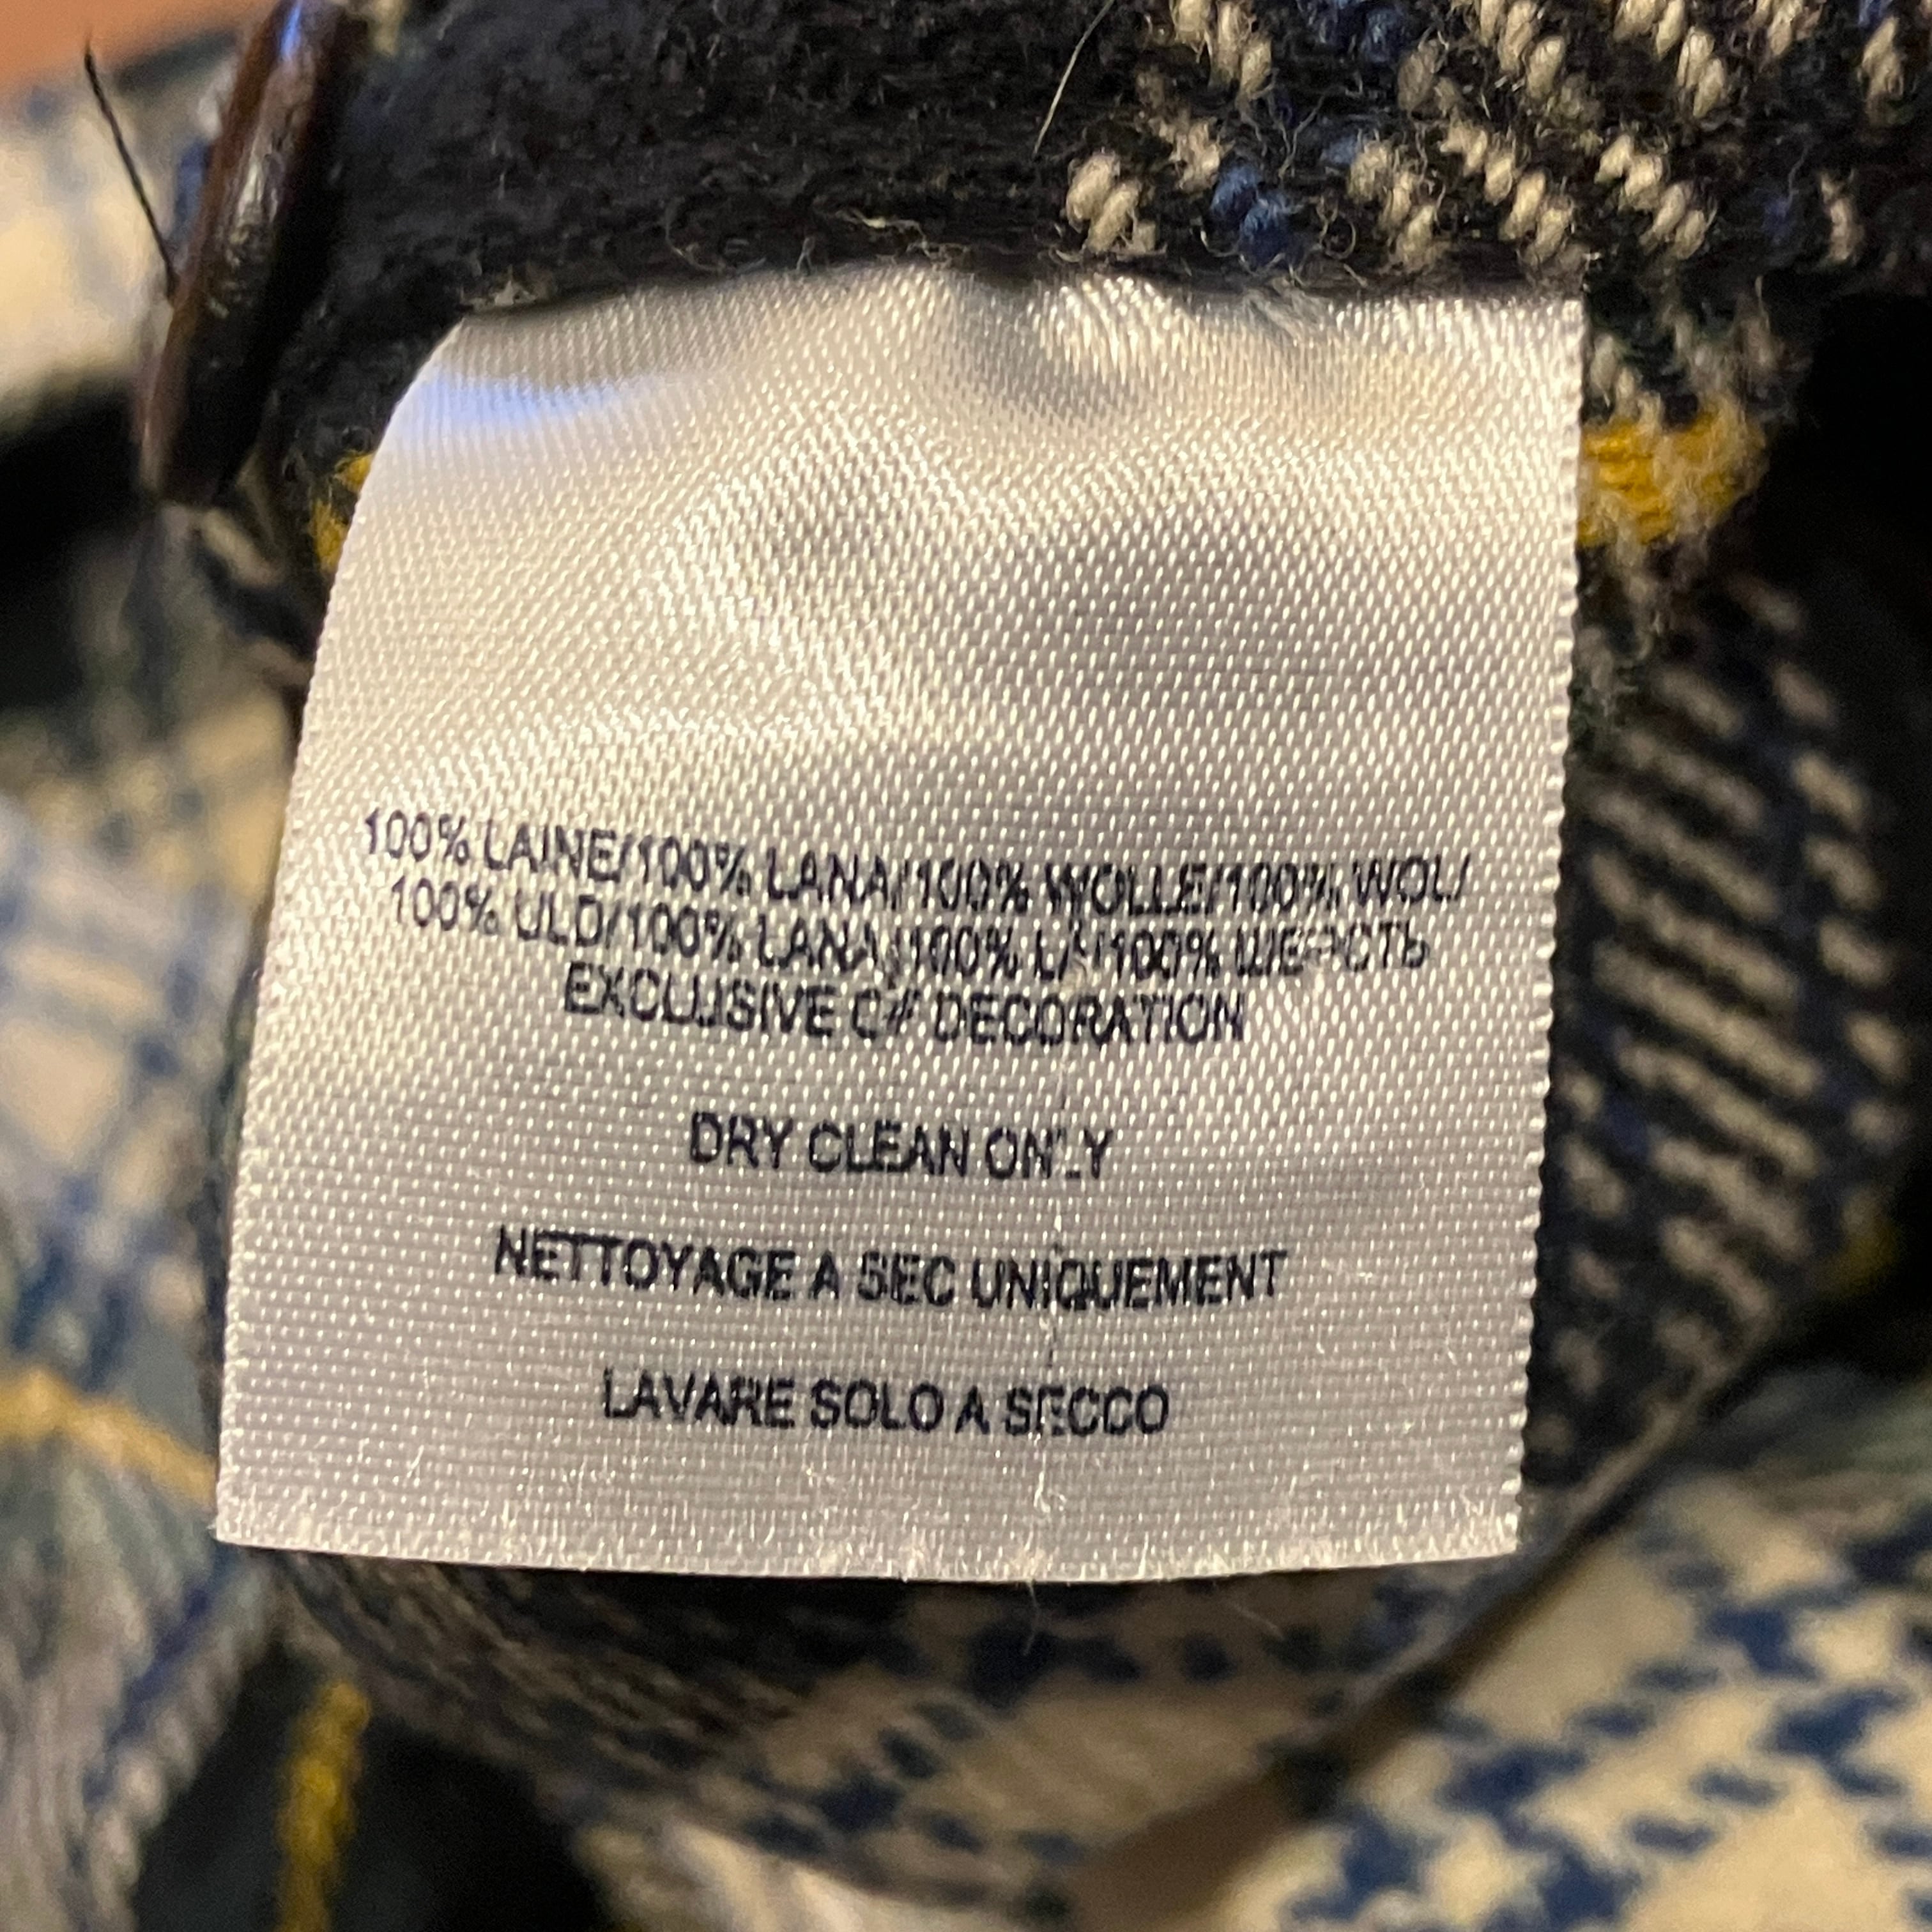 100% LAINE/100% LANA/100% WOLLE/100% WOL/
100% ULD/100% LANA/100% LÃ/100% ШЕРСТЬ
EXCLUSIVE OF DECORATION
DRY CLEAN ONLY
NETTOYAGE A SEC UNIQUEMENT
LAVARE SOLO A SECCO